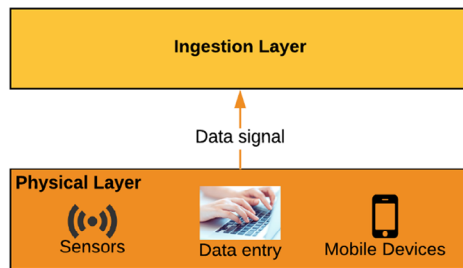 Ingestion Layer
Data signal
Physical Layer
Sensors
Data entry
Mobile Devices